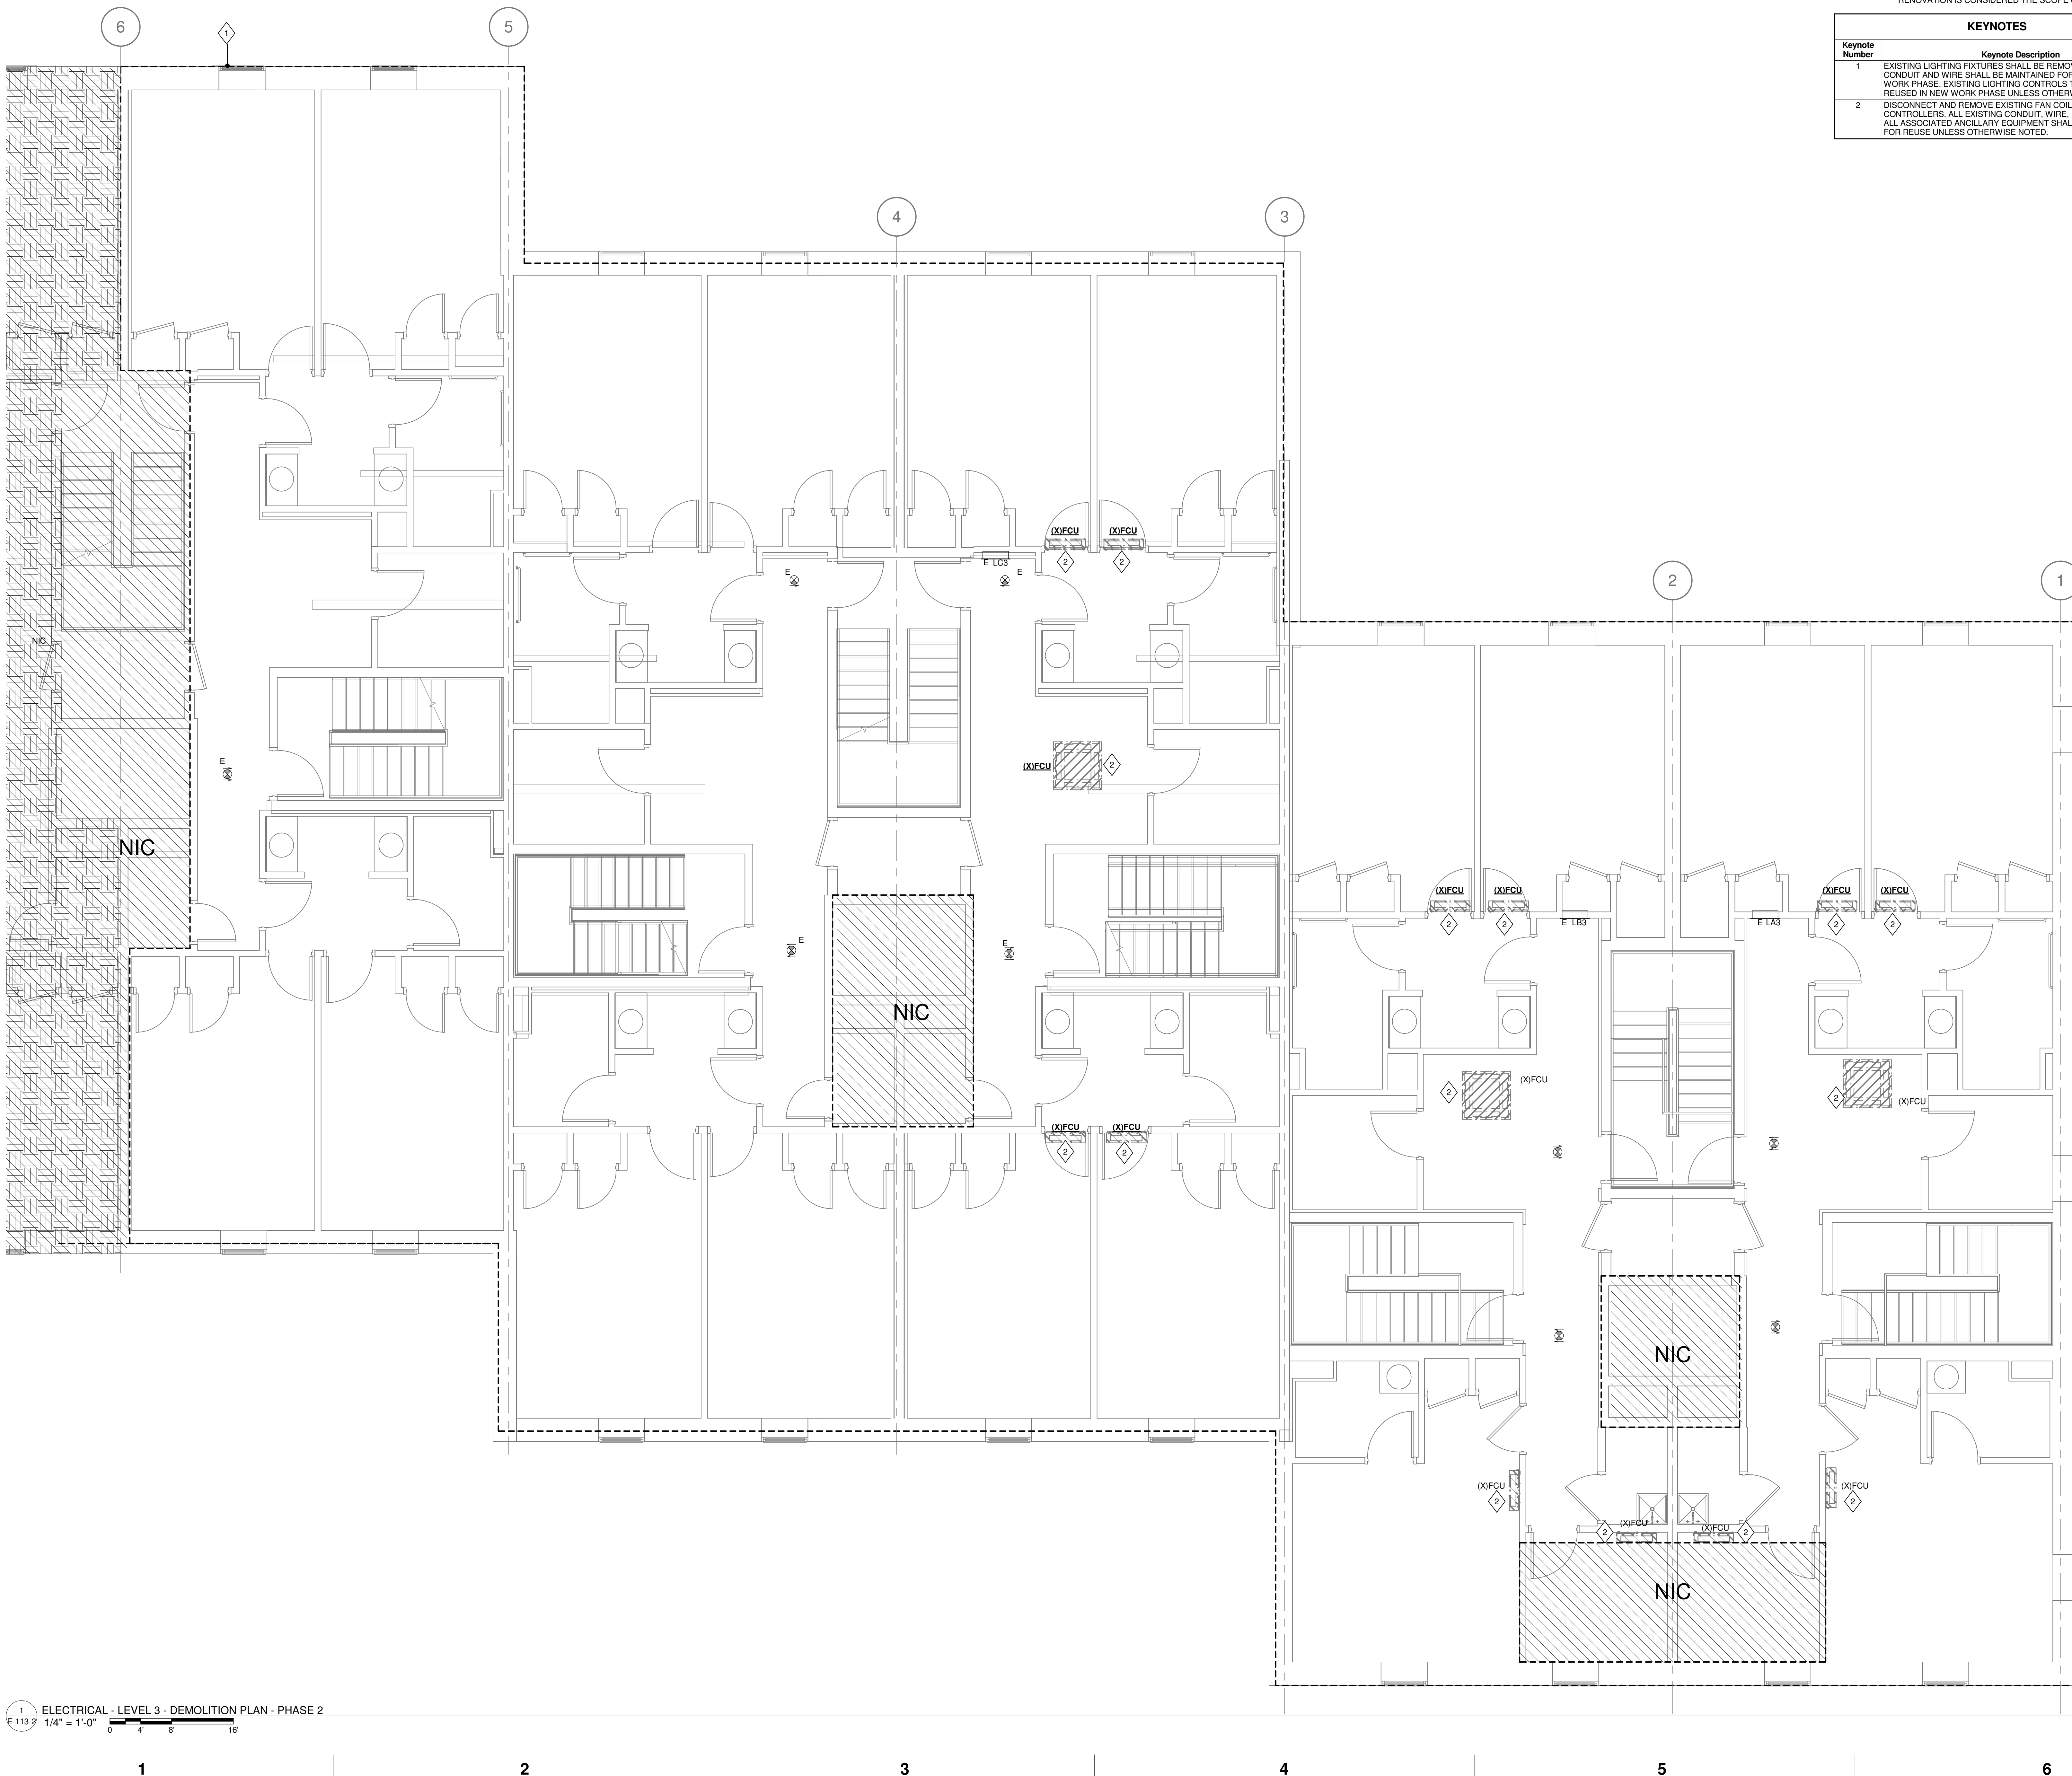 RENOVATION IS CONSIDERED THE SCOPE
KEYNOTES
Keynote Number
Keynote Description
1
EXISTING LIGHTING FIXTURES SHALL BE REMO
CONDUIT AND WIRE SHALL BE MAINTAINED FOR
WORK PHASE. EXISTING LIGHTING CONTROLS
REUSED IN NEW WORK PHASE UNLESS OTHER
2
DISCONNECT AND REMOVE EXISTING FAN COIL
CONTROLLERS. ALL EXISTING CONDUIT, WIRE,
ALL ASSOCIATED ANCILLARY EQUIPMENT SHAL
FOR REUSE UNLESS OTHERWISE NOTED.
6
1
5
4
3
(X)FCU
(X)FCU
2
2
E LC3
E
E
2
1
NIC
E
(X)FCU
2
NIC
(X)FCU
(X)FCU
(X)FCU
(X)FCU
2
2
2
2
E LB3
E LA3
E
E
NIC
(X)FCU
2
2
(X)FCU
(X)FCU
(X)FCU
2
2
NIC
(X)FCU
2
(X)FCU
2
2
(X)FCU
(X)FCU
2
NIC
1
E-113-2
ELECTRICAL - LEVEL 3 - DEMOLITION PLAN - PHASE 2
1/4" = 1'-0"
0 4' 8' 16'
1 2 3 4 5 6